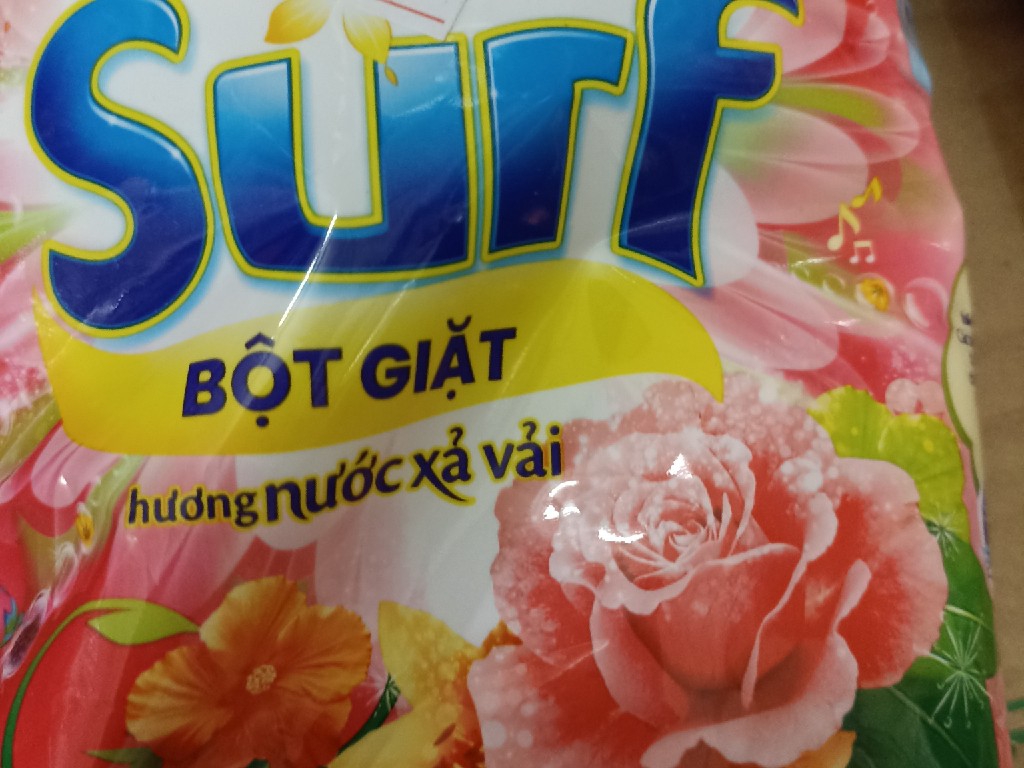 Surf
BỘT GIẶT
hương nước xả vải